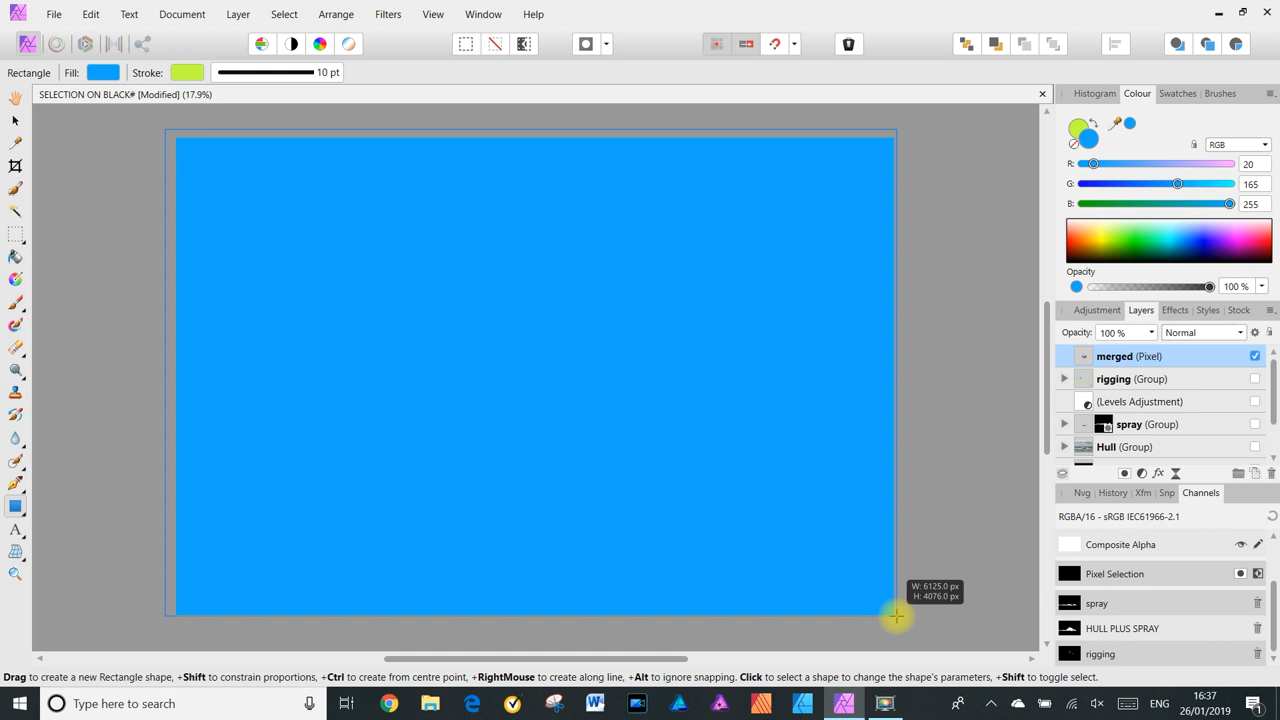 File Edit Text Document Layer Select Arrange Filters View Window Help
Rectangle Fill: Stroke: 10 pt
SELECTION ON BLACK# [Modified] (17.9%)
Histogram Colour Swatches Brushes
RGB
R: 20
G: 165
B: 255
Opacity
100 %
Adjustment Layers Effects Styles Stock
Opacity: 100 % Normal
merged (Pixel)
rigging (Group)
(Levels Adjustment)
spray (Group)
Hull (Group)
Nvg History Xfm Snp Channels
RGBA/16 - sRGB IEC61966-2.1
Composite Alpha
Pixel Selection
W: 6125.0 px
H: 4076.0 px
spray
HULL PLUS SPRAY
rigging
Drag to create a new Rectangle shape, +Shift to constrain proportions, +Ctrl to create from centre point, +RightMouse to create along line, +Alt to ignore snapping. Click to select a shape to change the shape's parameters, +Shift to toggle select.
Type here to search
ENG
16:37
26/01/2019